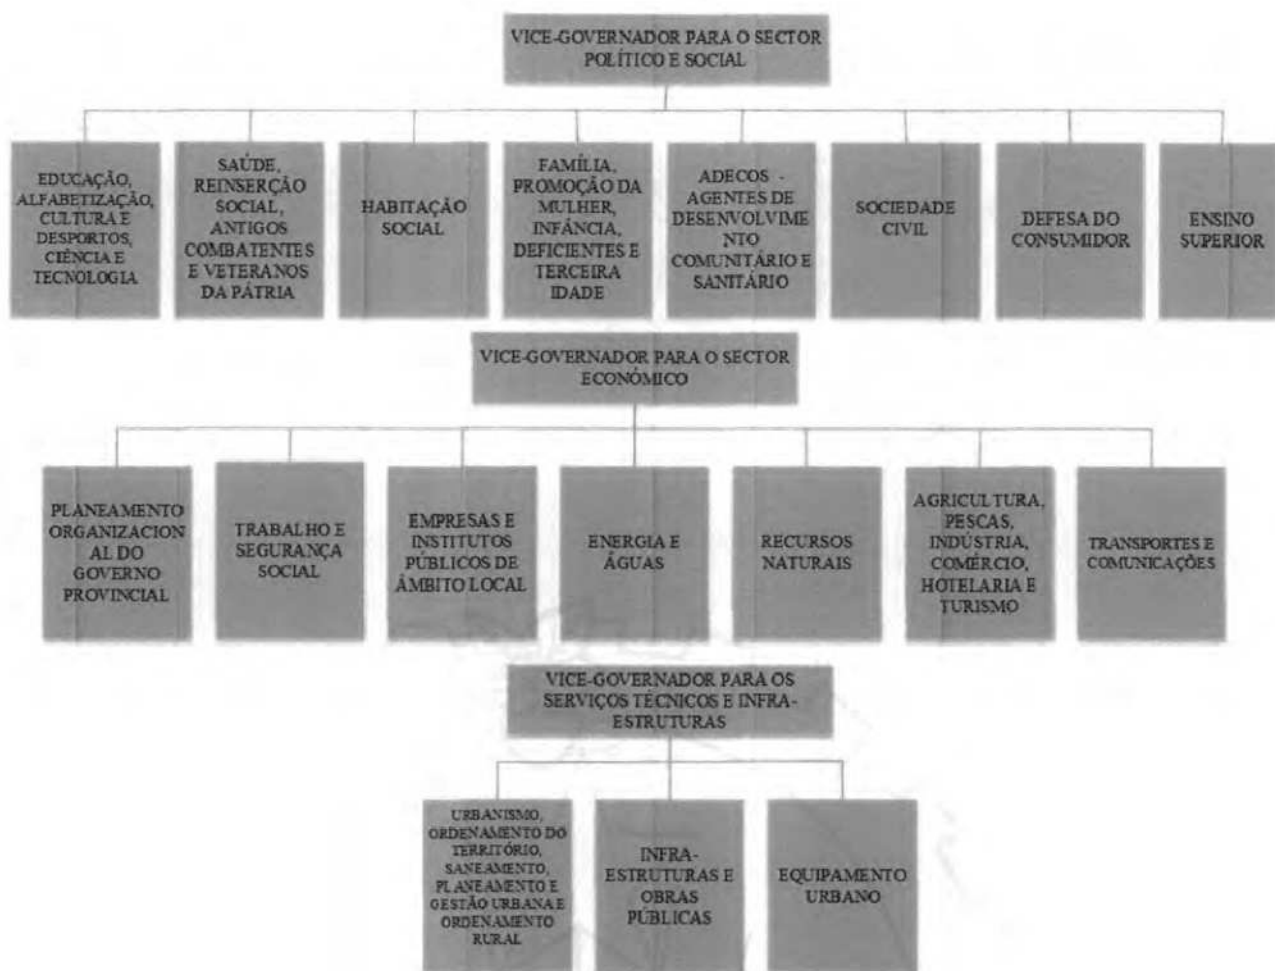 VICE-GOVERNADOR PARA O SECTOR
POLÍTICO E SOCIAL
EDUCAÇÃO,
ALFABETIZAÇÃO,
CULTURA E
DESPORTOS,
CIÊNCIA E
TECNOLOGIA
SAÚDE,
REINSERÇÃO
SOCIAL,
ANTIGOS
COMBATENTES
E VETERANOS
DA PÁTRIA
HABITAÇÃO
SOCIAL
FAMÍLIA,
PROMOÇÃO DA
MULHER,
INFÂNCIA,
DEFICIENTES E
TERCEIRA
IDADE
ADECOS -
AGENTES DE
DESENVOLVIME
NTO
COMUNITÁRIO E
SANITÁRIO
SOCIEDADE
CIVIL
DEFESA DO
CONSUMIDOR
ENSINO
SUPERIOR
VICE-GOVERNADOR PARA O SECTOR
ECONÓMICO
PLANEAMENTO
ORGANIZACION
AL DO
GOVERNO
PROVINCIAL
TRABALHO E
SEGURANÇA
SOCIAL
EMPRESAS E
INSTITUTOS
PÚBLICOS DE
ÂMBITO LOCAL
ENERGIA E
ÁGUAS
RECURSOS
NATURAIS
AGRICULTURA,
PESCAS,
INDÚSTRIA,
COMÉRCIO,
HOTELARIA E
TURISMO
TRANSPORTES E
COMUNICAÇÕES
VICE-GOVERNADOR PARA OS
SERVIÇOS TÉCNICOS E INFRA-
ESTRUTURAS
URBANISMO,
ORDENAMENTO DO
TERRITÓRIO,
SANEAMENTO,
PLANEAMENTO E
GESTÃO URBANA E
ORDENAMENTO
RURAL
INFRA-
ESTRUTURAS E
OBRAS
PÚBLICAS
EQUIPAMENTO
URBANO